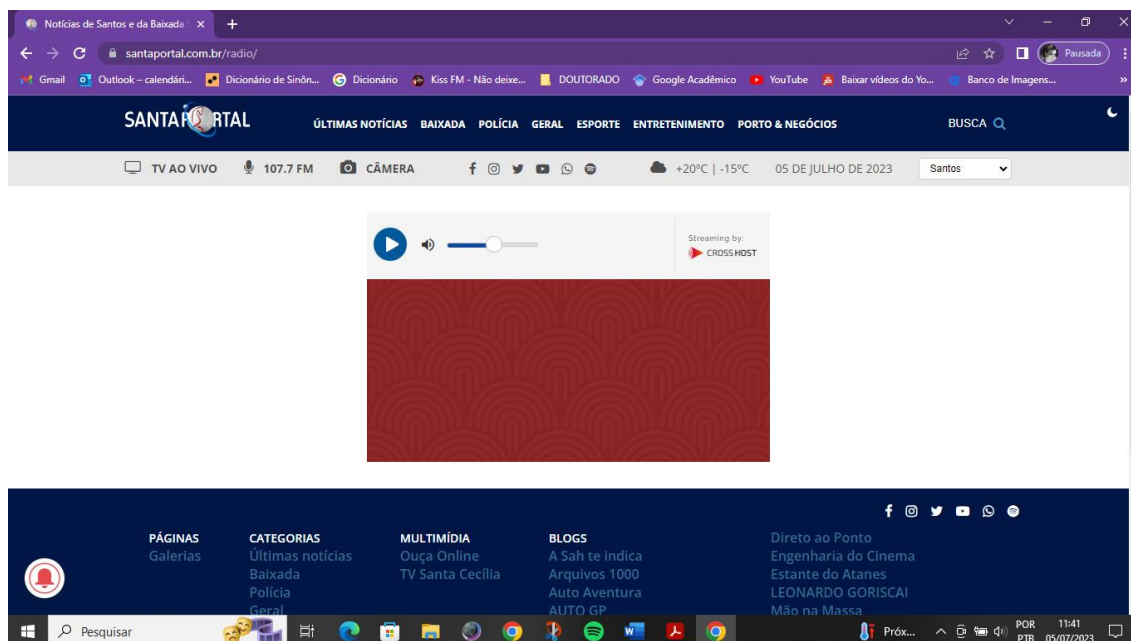 Notícias de Santos e da Baixada
santaportal.com.br/radio/
Pausada
Gmail Outlook – calendári... Dicionário de Sinôn... Dicionário Kiss FM - Não deixe... DOUTORADO Google Acadêmico YouTube Baixar vídeos do Yo... Banco de Imagens... »
SANTAPORTAL ÚLTIMAS NOTÍCIAS BAIXADA POLÍCIA GERAL ESPORTE ENTRETENIMENTO PORTO & NEGÓCIOS BUSCA
TV AO VIVO 107.7 FM CÂMERA +20ºC | -15ºC 05 DE JULHO DE 2023 Santos
Streaming by:
CROSSHOST
PÁGINAS CATEGORIAS MULTIMÍDIA BLOGS Direto ao Ponto
Galerias Últimas notícias Ouça Online A Sah te indica Engenharia do Cinema
Baixada TV Santa Cecília Arquivos 1000 Estante do Atanes
Polícia Auto Aventura LEONARDO GORISCAI
Geral AUTO GP Mão na Massa
Pesquisar Próx... POR 11:41
PTB 05/07/2023